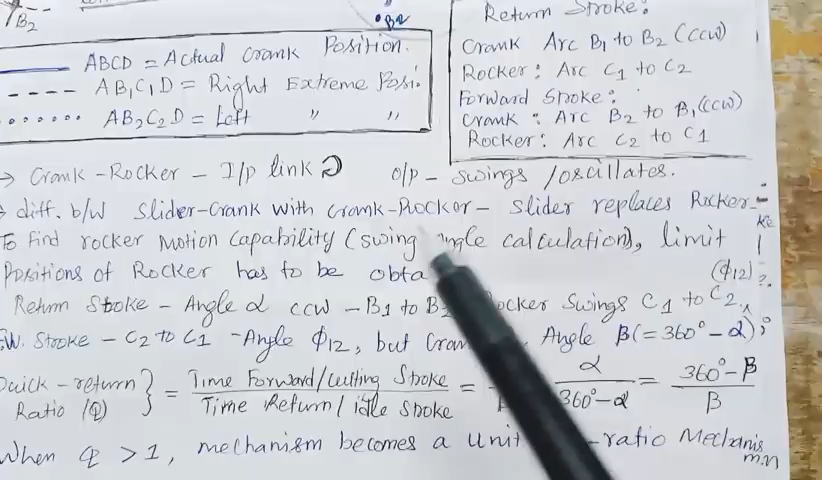 B2
B2
ABCD = Actual Crank Position.
AB1C1D = Right Extreme Posi.
AB2C2D = Left " "
Return Stroke:
Crank Arc B1 to B2 (CCW)
Rocker: Arc C1 to C2
Forward Stroke:
Crank: Arc B2 to B1 (CCW)
Rocker: Arc C2 to C1
→ Crank-Rocker - I/p link O/p - Swings /oscillates.
diff. b/w Slider-Crank with Crank-Rocker - Slider replaces Rocker
To find rocker Motion Capability (Swing angle calculation), limit
Positions of Rocker has to be (φ12)
Return Stroke - Angle α CCW - B1 to Rocker Swings C1 to C2
W. Stroke - C2 to C1 - Angle φ12, but Angle β(= 360° - α);
Quick-return Ratio (Q) } = Time Forward/Cutting Stroke / Time Return/idle Stroke = α / 360°-α = 360°-β / β
When Q > 1, mechanism becomes a Unit -ratio Mechanis
m.n